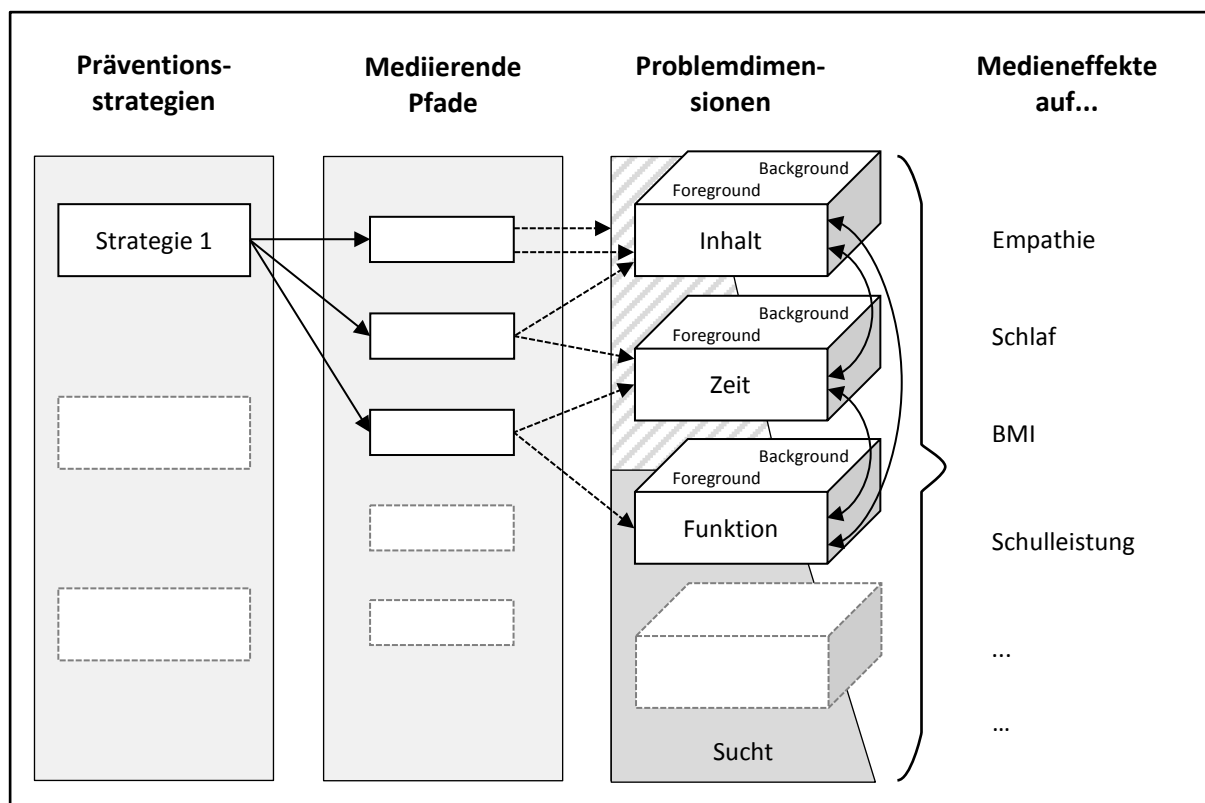 Präventions-
strategien
Mediierende
Pfade
Problemdimen-
sionen
Medieneffekte
auf...
Strategie 1
Background
Foreground
Inhalt
Background
Foreground
Zeit
Background
Foreground
Funktion
Sucht
Empathie
Schlaf
BMI
Schulleistung
...
...